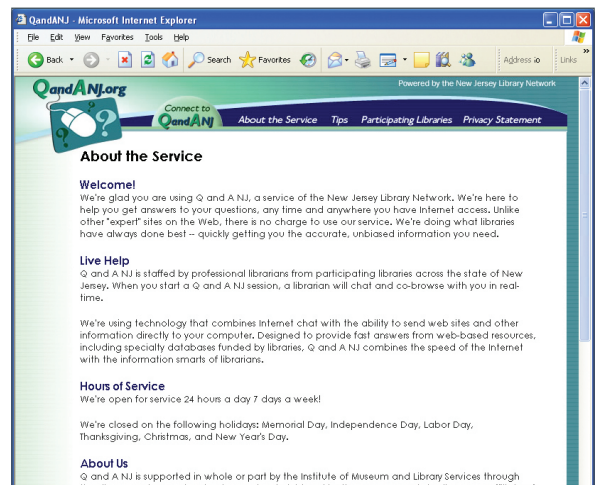 QandANJ - Microsoft Internet Explorer
File Edit View Favorites Tools Help
Back Search Favorites Address Links
QandANJ.org
Powered by the New Jersey Library Network
Connect to
QandANJ About the Service Tips Participating Libraries Privacy Statement
About the Service
Welcome!
We're glad you are using Q and A NJ, a service of the New Jersey Library Network. We're here to
help you get answers to your questions, any time and anywhere you have Internet access. Unlike
other "expert" sites on the Web, there is no charge to use our service. We're doing what libraries
have always done best -- quickly getting you the accurate, unbiased information you need.
Live Help
Q and A NJ is staffed by professional librarians from participating libraries across the state of New
Jersey. When you start a Q and A NJ session, a librarian will chat and co-browse with you in real-
time.
We're using technology that combines Internet chat with the ability to send web sites and other
information directly to your computer. Designed to provide fast answers from web-based resources,
including specialty databases funded by libraries, Q and A NJ combines the speed of the Internet
with the information smarts of librarians.
Hours of Service
We're open for service 24 hours a day 7 days a week!
We're closed on the following holidays: Memorial Day, Independence Day, Labor Day,
Thanksgiving, Christmas, and New Year's Day.
About Us
Q and A NJ is supported in whole or part by the Institute of Museum and Library Services through